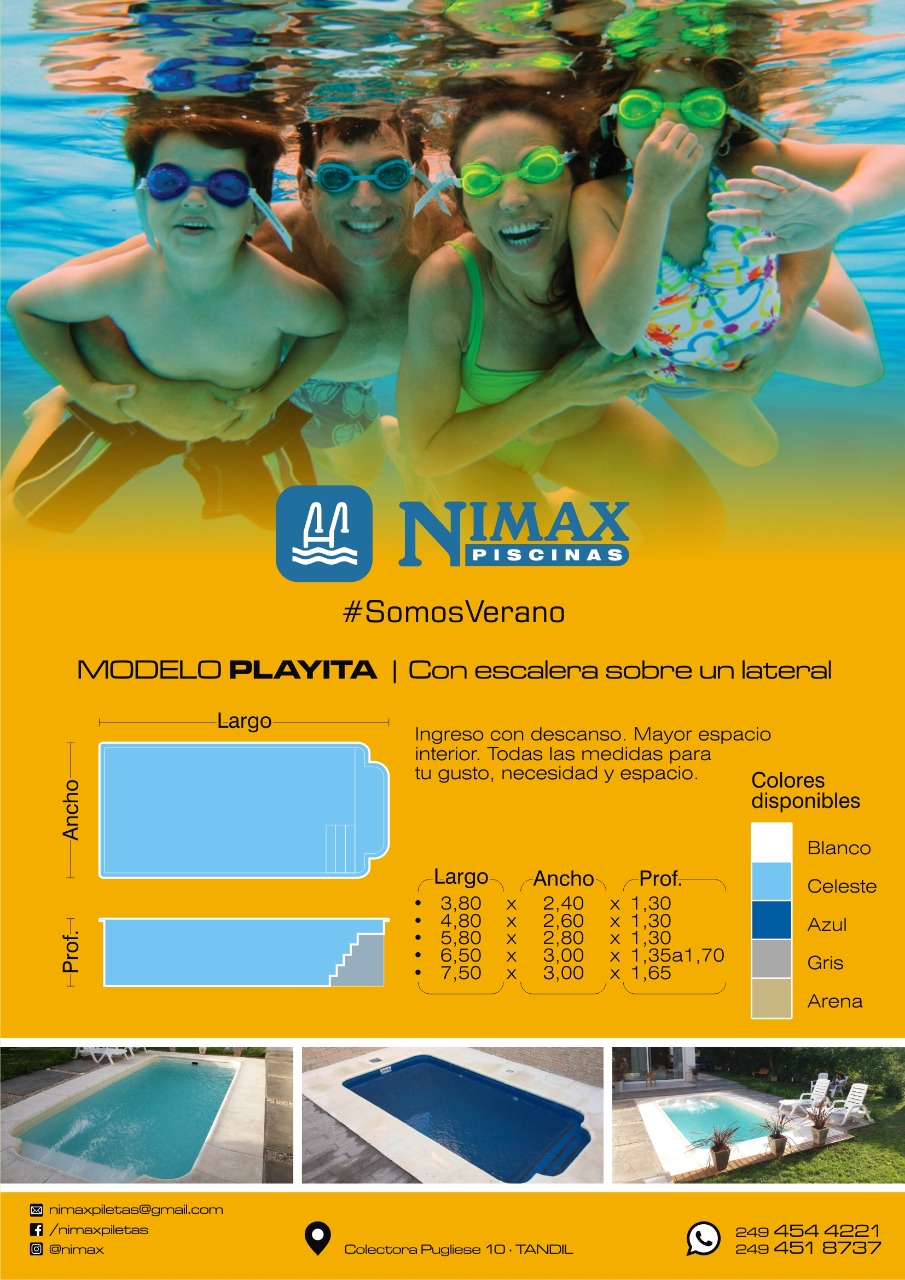 NIMAX
PISCINAS
#SomosVerano
MODELO PLAYITA | Con escalera sobre un lateral
Largo
Ancho
Prof.
Ingreso con descanso. Mayor espacio
interior. Todas las medidas para
tu gusto, necesidad y espacio.
Largo Ancho Prof.
• 3,80 x 2,40 x 1,30
• 4,80 x 2,60 x 1,30
• 5,80 x 2,80 x 1,30
• 6,50 x 3,00 x 1,35a1,70
• 7,50 x 3,00 x 1,65
Colores
disponibles
Blanco
Celeste
Azul
Gris
Arena
nimaxpiletas@gmail.com
/nimaxpiletas
@nimax
Colectora Pugliese 10 · TANDIL
249 454 4221
249 451 8737